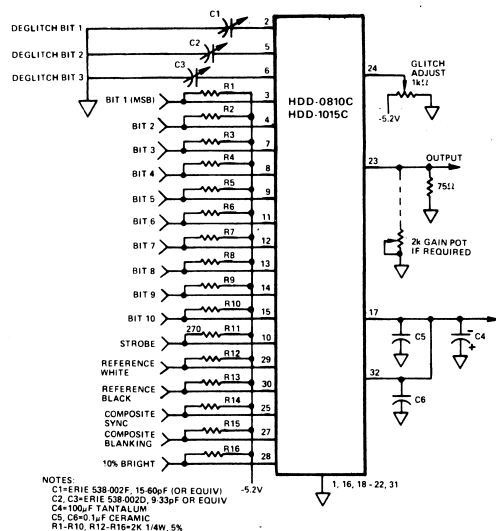 C1
DEGLITCH BIT 1
2
C2
DEGLITCH BIT 2
5
C3
DEGLITCH BIT 3
6
R1
BIT 1 (MSB)
3
R2
BIT 2
4
R3
BIT 3
7
R4
BIT 4
8
R5
BIT 5
9
R6
BIT 6
11
R7
BIT 7
12
R8
BIT 8
13
R9
BIT 9
14
R10
BIT 10
15
270 R11
STROBE
10
R12
REFERENCE
WHITE
29
R13
REFERENCE
BLACK
30
R14
COMPOSITE
SYNC
25
R15
COMPOSITE
BLANKING
27
R16
10% BRIGHT
28
-5.2V
HDD-0810C
HDD-1015C
24
GLITCH
ADJUST
1kΩ
-5.2V
23
OUTPUT
75Ω
2k GAIN POT
IF REQUIRED
17
C5
− C4
+
32
C6
1, 16, 18 - 22, 31
NOTES:
C1=ERIE 538-002F, 15-60pF (OR EQUIV)
C2, C3=ERIE 538-002D, 9-33pF OR EQUIV
C4=100μF TANTALUM
C5, C6=0.1μF CERAMIC
R1-R10, R12-R16=2K 1/4W, 5%